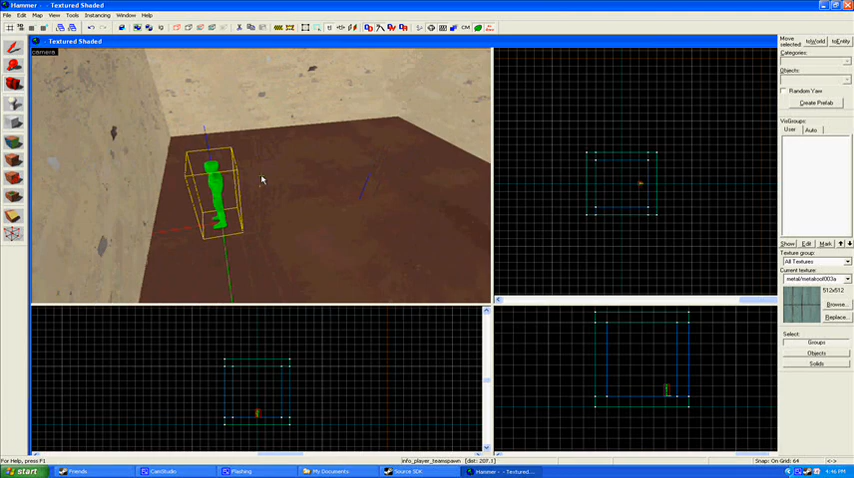 Hammer - Textured Shaded
File Edit Map View Tools Instancing Window Help
- Textured Shaded
camera
Move selected:
toWorld
toEntity
Categories:
Objects:
Random Yaw
Create Prefab
VisGroups:
User
Auto
Show
Edit
Mark
Texture group:
All Textures
Current texture:
metal/metalroof003a
512x512
Browse...
Replace...
Select:
Groups
Objects
Solids
For Help, press F1
info_player_teamspawn
[dist: 207.1]
Snap: On Grid: 64
<->
start
Friends
CamStudio
Flashing
My Documents
Source SDK
Hammer - Textured...
4:46 PM